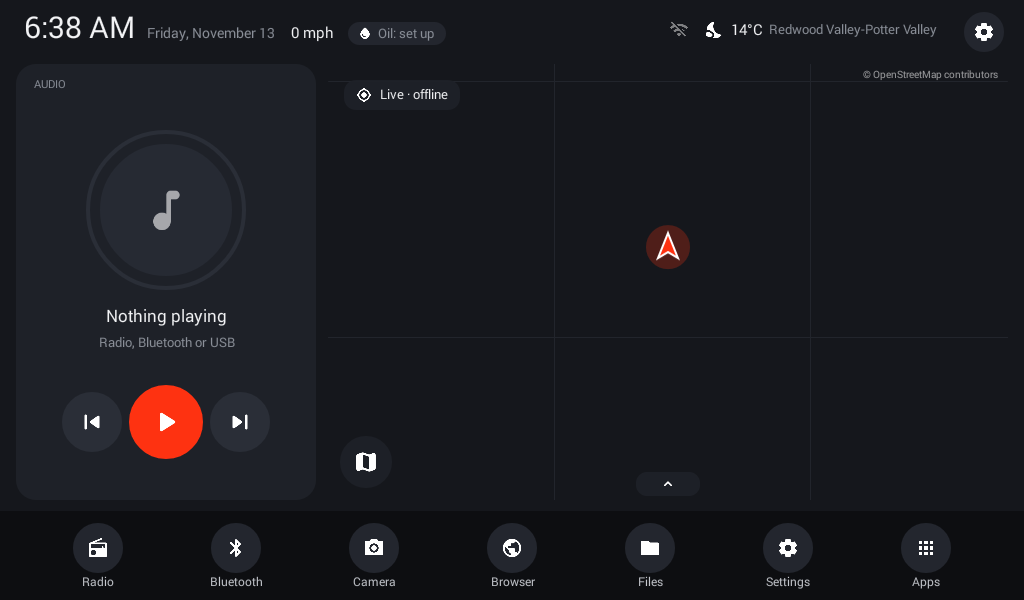 6:38 AM Friday, November 13 0 mph Oil: set up 14°C Redwood Valley-Potter Valley
AUDIO
© OpenStreetMap contributors
Live · offline
Nothing playing
Radio, Bluetooth or USB
Radio Bluetooth Camera Browser Files Settings Apps